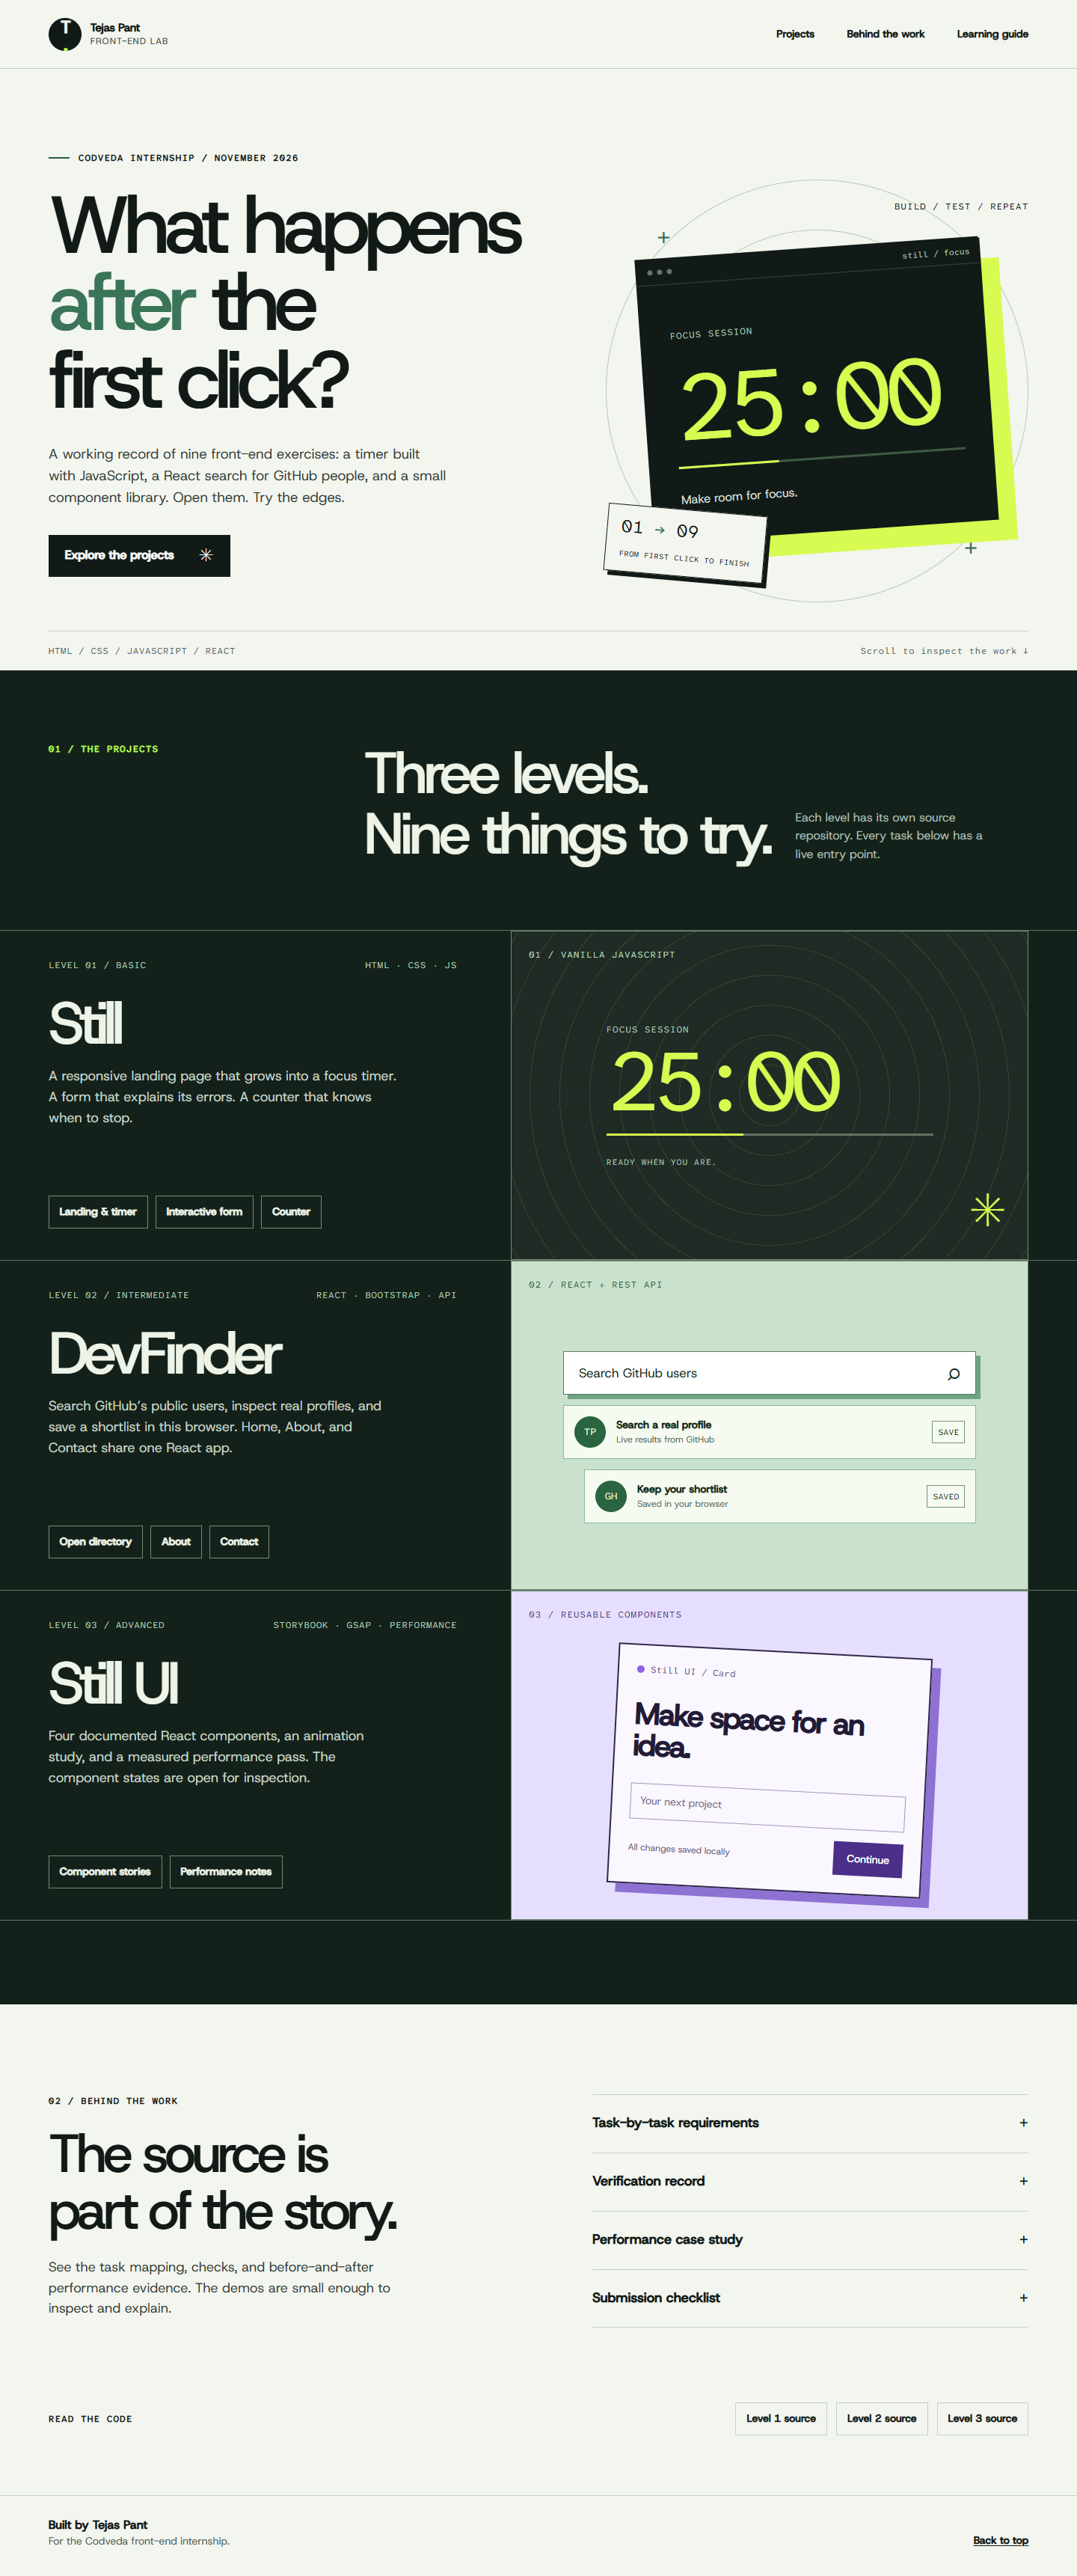 T
Tejas Pant
FRONT-END LAB
Projects
Behind the work
Learning guide
CODVEDA INTERNSHIP / NOVEMBER 2026
What happens
after the
first click?
A working record of nine front-end exercises: a timer built
with JavaScript, a React search for GitHub people, and a small
component library. Open them. Try the edges.
Explore the projects ✳
BUILD / TEST / REPEAT
still / focus
FOCUS SESSION
25:00
Make room for focus.
01 → 09
FROM FIRST CLICK TO FINISH
HTML / CSS / JAVASCRIPT / REACT
Scroll to inspect the work ↓
01 / THE PROJECTS
Three levels.
Nine things to try.
Each level has its own source
repository. Every task below has a
live entry point.
LEVEL 01 / BASIC
HTML · CSS · JS
Still
A responsive landing page that grows into a focus timer.
A form that explains its errors. A counter that knows
when to stop.
Landing & timer
Interactive form
Counter
01 / VANILLA JAVASCRIPT
FOCUS SESSION
25:00
READY WHEN YOU ARE.
LEVEL 02 / INTERMEDIATE
REACT · BOOTSTRAP · API
DevFinder
Search GitHub's public users, inspect real profiles, and
save a shortlist in this browser. Home, About, and
Contact share one React app.
Open directory
About
Contact
02 / REACT + REST API
Search GitHub users
TP
Search a real profile
Live results from GitHub
SAVE
GH
Keep your shortlist
Saved in your browser
SAVED
LEVEL 03 / ADVANCED
STORYBOOK · GSAP · PERFORMANCE
Still UI
Four documented React components, an animation
study, and a measured performance pass. The
component states are open for inspection.
Component stories
Performance notes
03 / REUSABLE COMPONENTS
Still UI / Card
Make space for an
idea.
Your next project
All changes saved locally
Continue
02 / BEHIND THE WORK
The source is
part of the story.
See the task mapping, checks, and before-and-after
performance evidence. The demos are small enough to
inspect and explain.
Task-by-task requirements +
Verification record +
Performance case study +
Submission checklist +
READ THE CODE
Level 1 source
Level 2 source
Level 3 source
Built by Tejas Pant
For the Codveda front-end internship.
Back to top